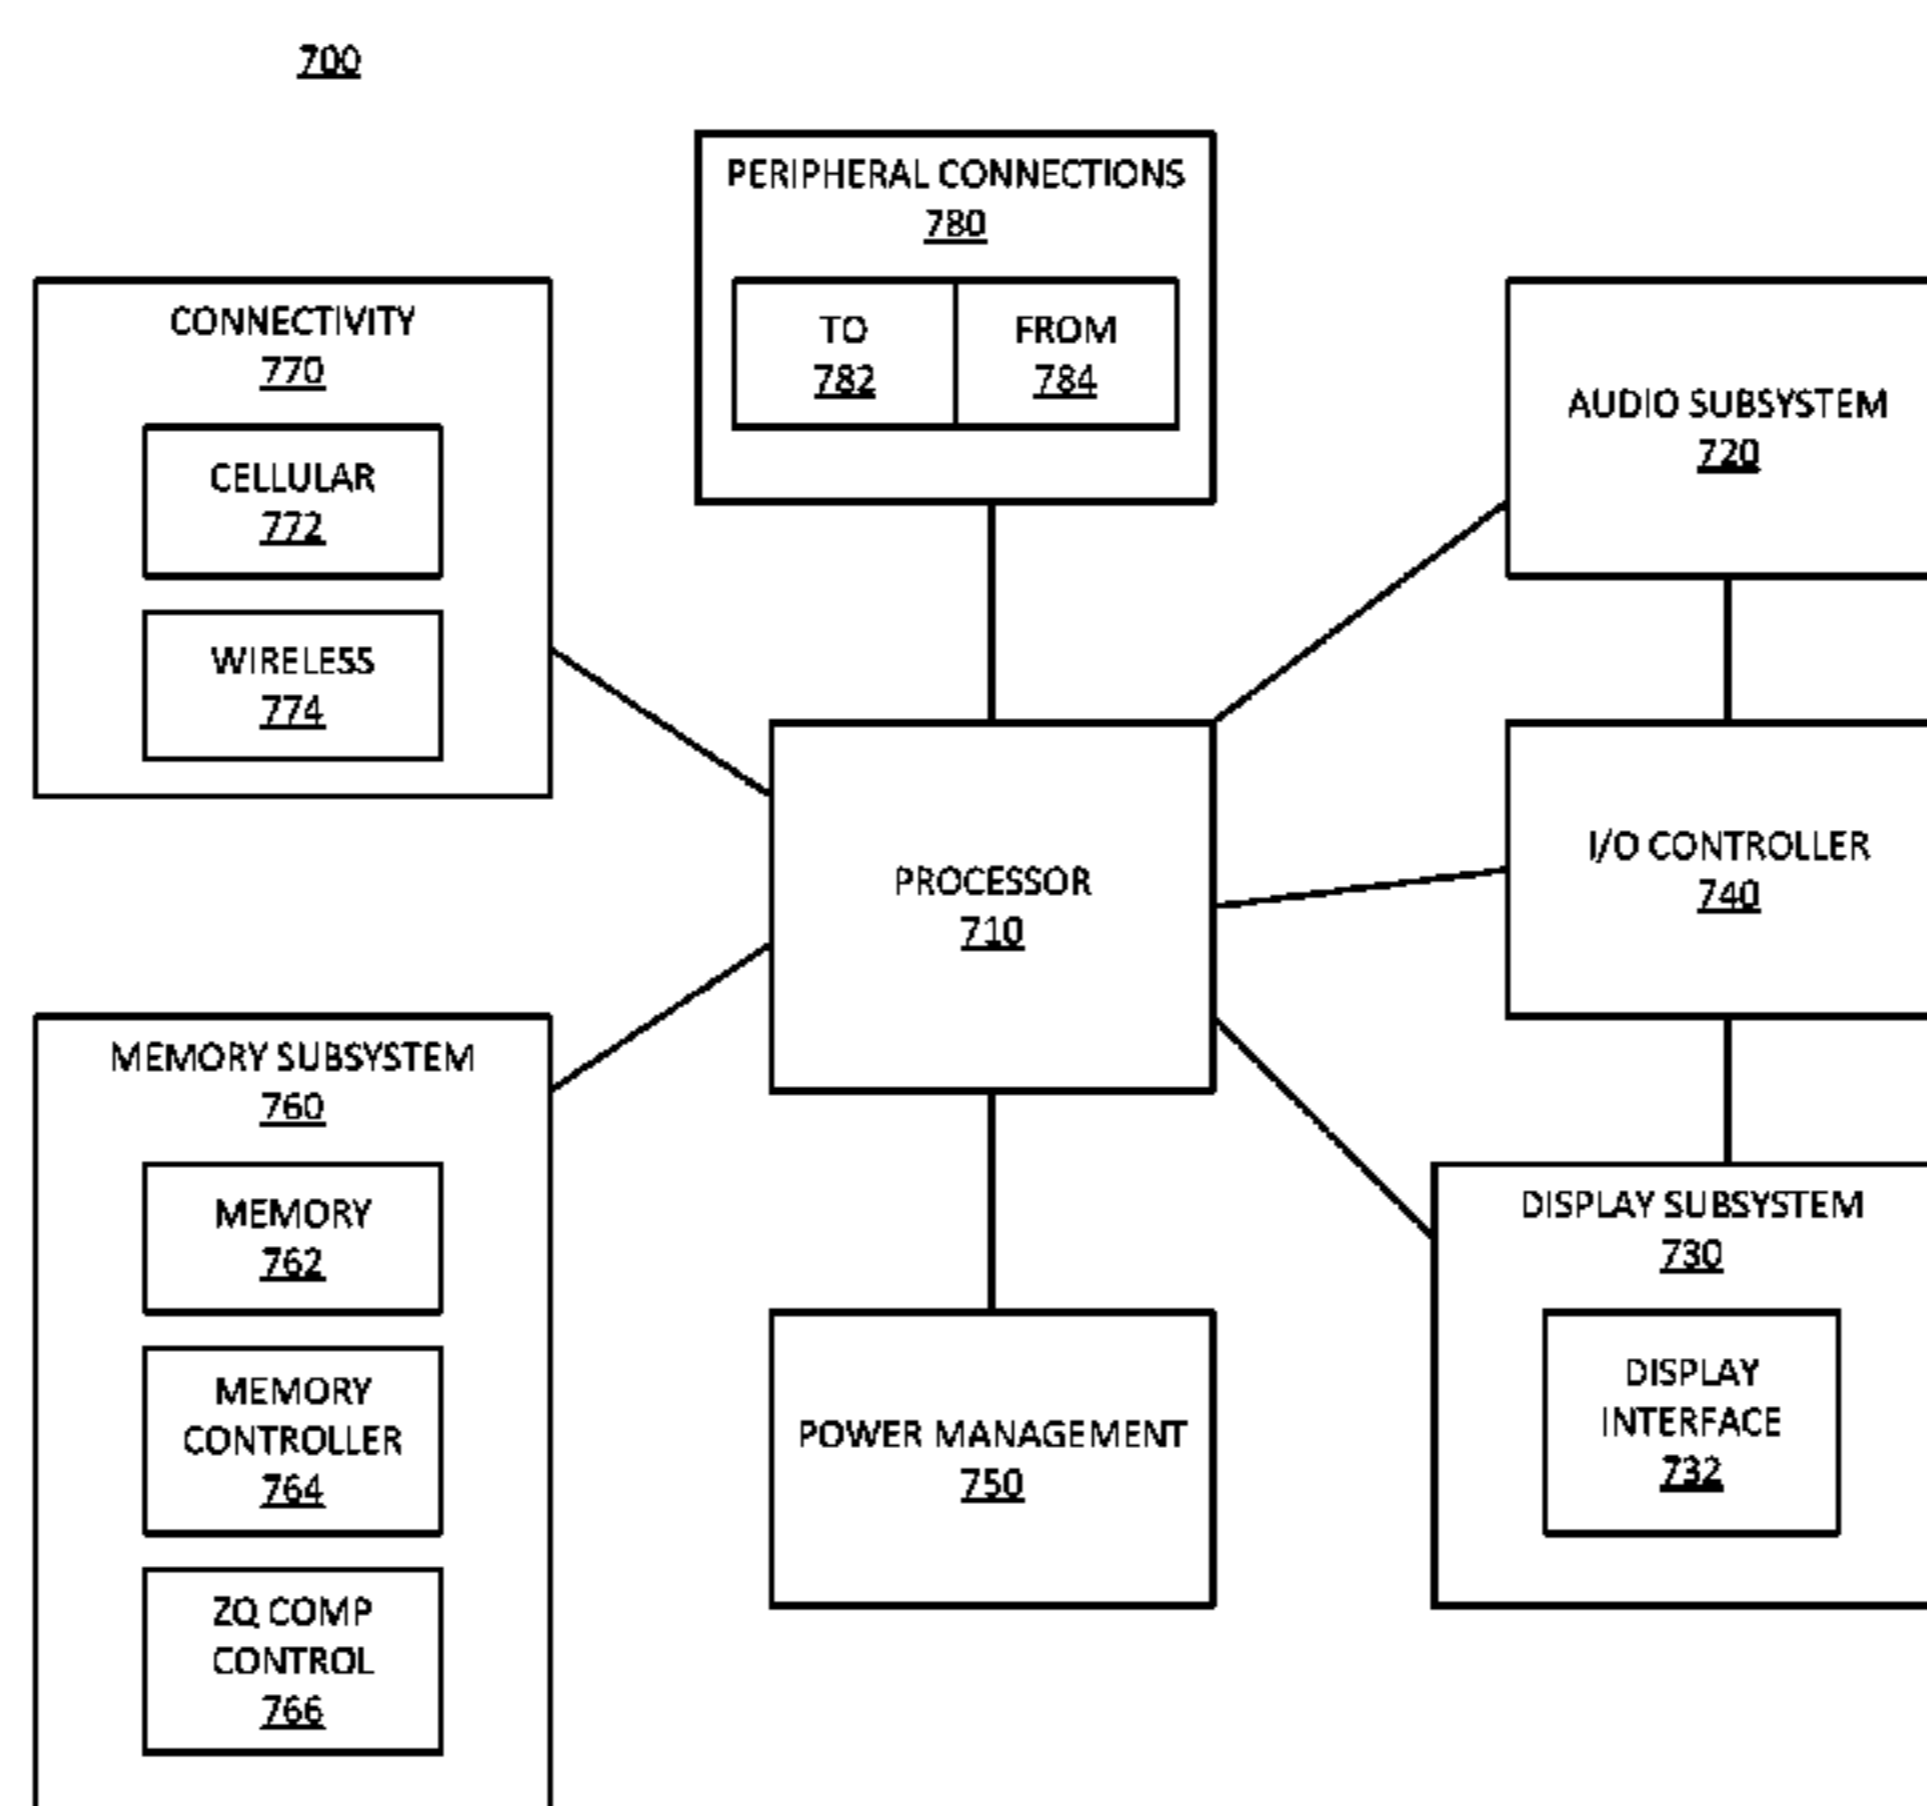 700
PERIPHERAL CONNECTIONS
780
TO
782
FROM
784
CONNECTIVITY
770
CELLULAR
772
WIRELESS
774
AUDIO SUBSYSTEM
720
PROCESSOR
710
I/O CONTROLLER
740
MEMORY SUBSYSTEM
760
MEMORY
762
MEMORY
CONTROLLER
764
ZQ COMP
CONTROL
766
POWER MANAGEMENT
750
DISPLAY SUBSYSTEM
730
DISPLAY
INTERFACE
732